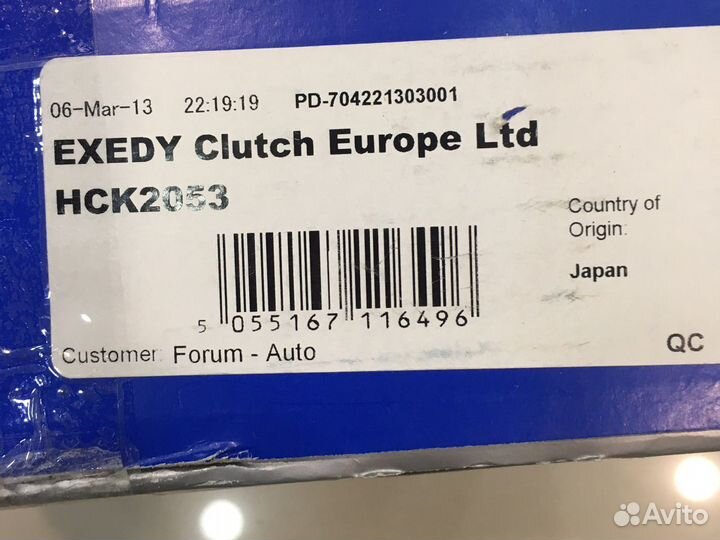 06-Mar-13 22:19:19 PD-704221303001
EXEDY Clutch Europe Ltd
HCK2053
Country of
Origin:
Japan
5 055167 116496
Customer: Forum - Auto
QC
Avito